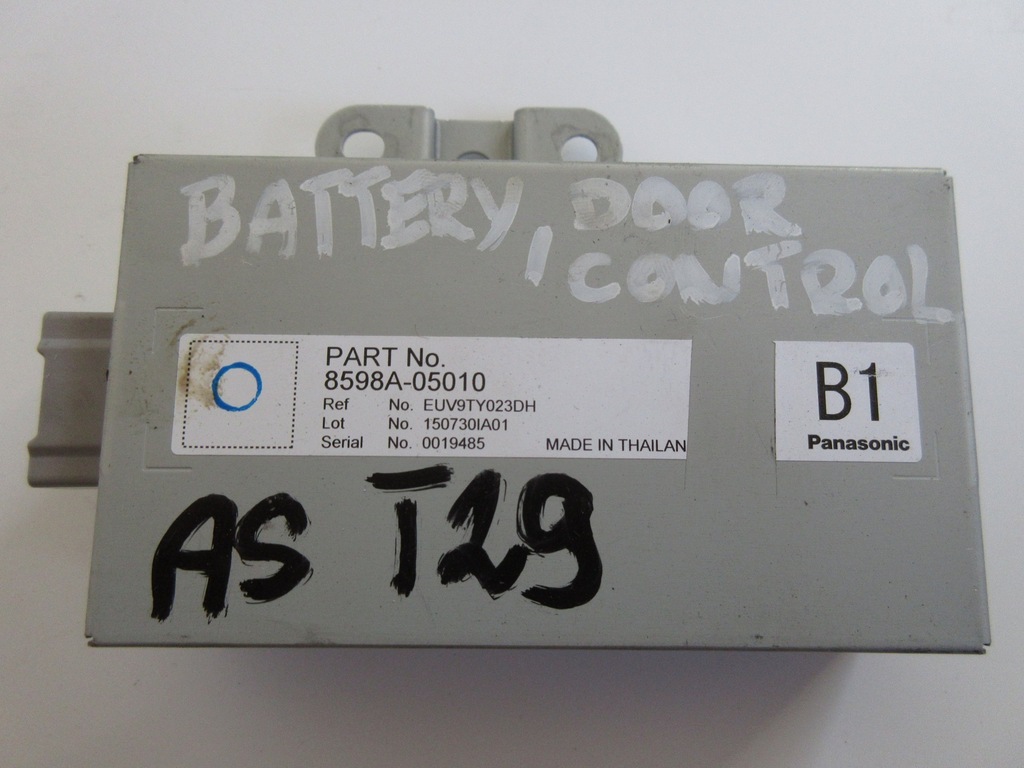 BATTERY, DOOR
CONTROL
PART No.
8598A-05010
Ref No. EUV9TY023DH
Lot No. 150730IA01
Serial No. 0019485 MADE IN THAILAN
B1
Panasonic
AS T29